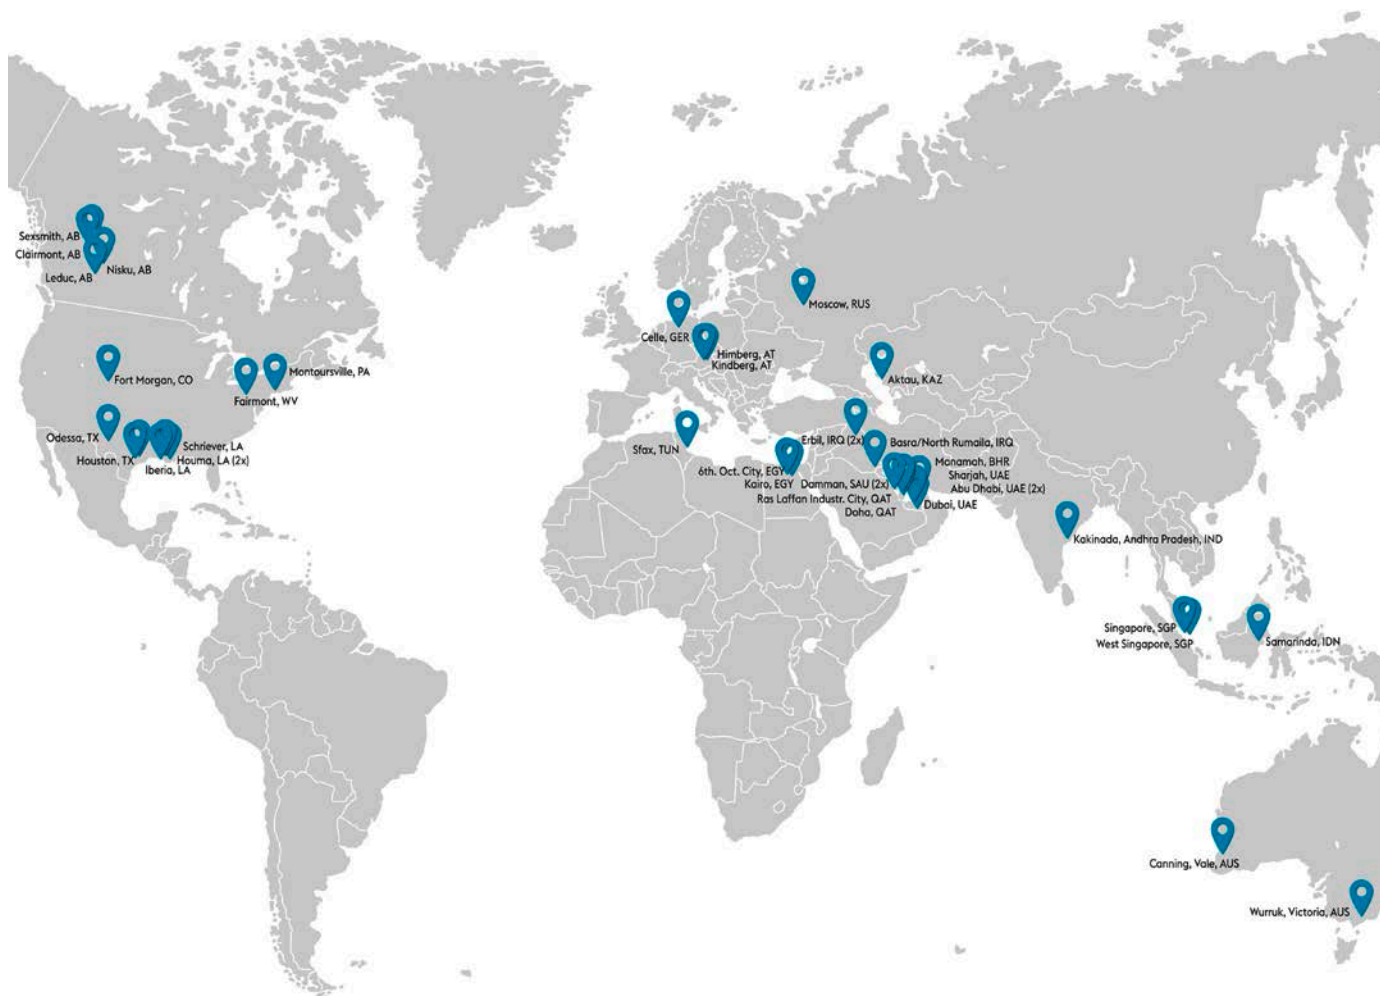 Sexsmith, AB
Clairmont, AB
Nisku, AB
Leduc, AB
Fort Morgan, CO
Montoursville, PA
Fairmont, WV
Odessa, TX
Schriever, LA
Houston, TX
Houma, LA (2x)
Iberia, LA
Moscow, RUS
Celle, GER
Himberg, AT
Kindberg, AT
Aktau, KAZ
Sfax, TUN
Erbil, IRQ (2x)
Basra/North Rumaila, IRQ
6th. Oct. City, EGY
Kairo, EGY
Manamah, BHR
Sharjah, UAE
Damman, SAU (2x)
Abu Dhabi, UAE (2x)
Ras Laffan Industr. City, QAT
Dubai, UAE
Doha, QAT
Kakinada, Andhra Pradesh, IND
Singapore, SGP
West Singapore, SGP
Samarinda, IDN
Canning, Vale, AUS
Wurruk, Victoria, AUS